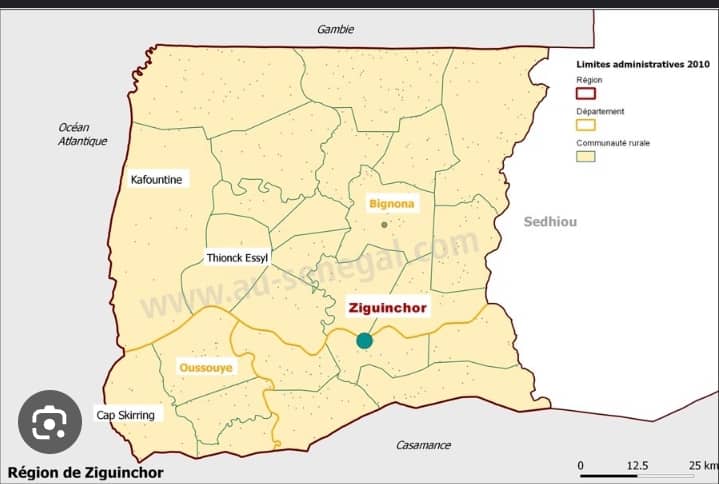 Gambie
Limites administratives 2010
Région
Département
Communauté rurale
Océan
Atlantique
Kafountine
Bignona
Sedhiou
Thionck Essyl
www.au-senegal.com
Ziguinchor
Oussouye
Cap Skirring
Casamance
Région de Ziguinchor
0 12.5 25 km